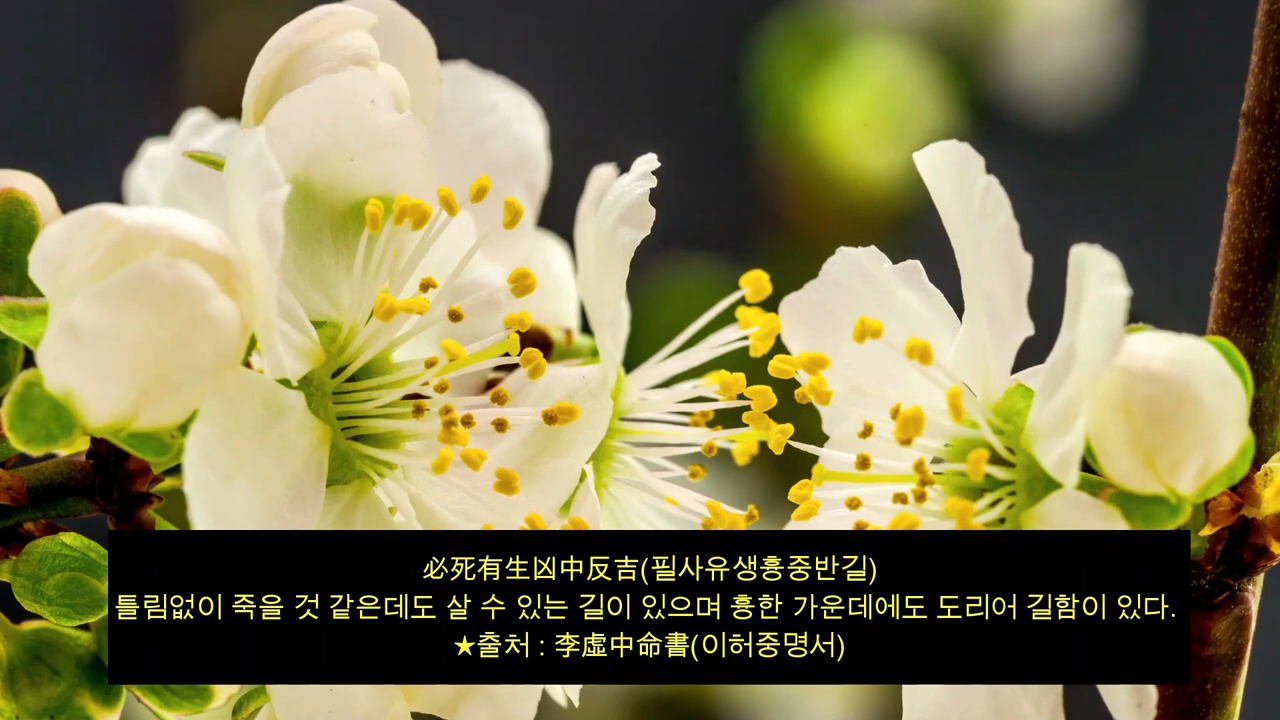 必死有生凶中反吉(필사유생흉중반길)
틀림없이 죽을 것 같은데도 살 수 있는 길이 있으며 흉한 가운데에도 도리어 길함이 있다.
★출처 : 李虛中命書(이허중명서)